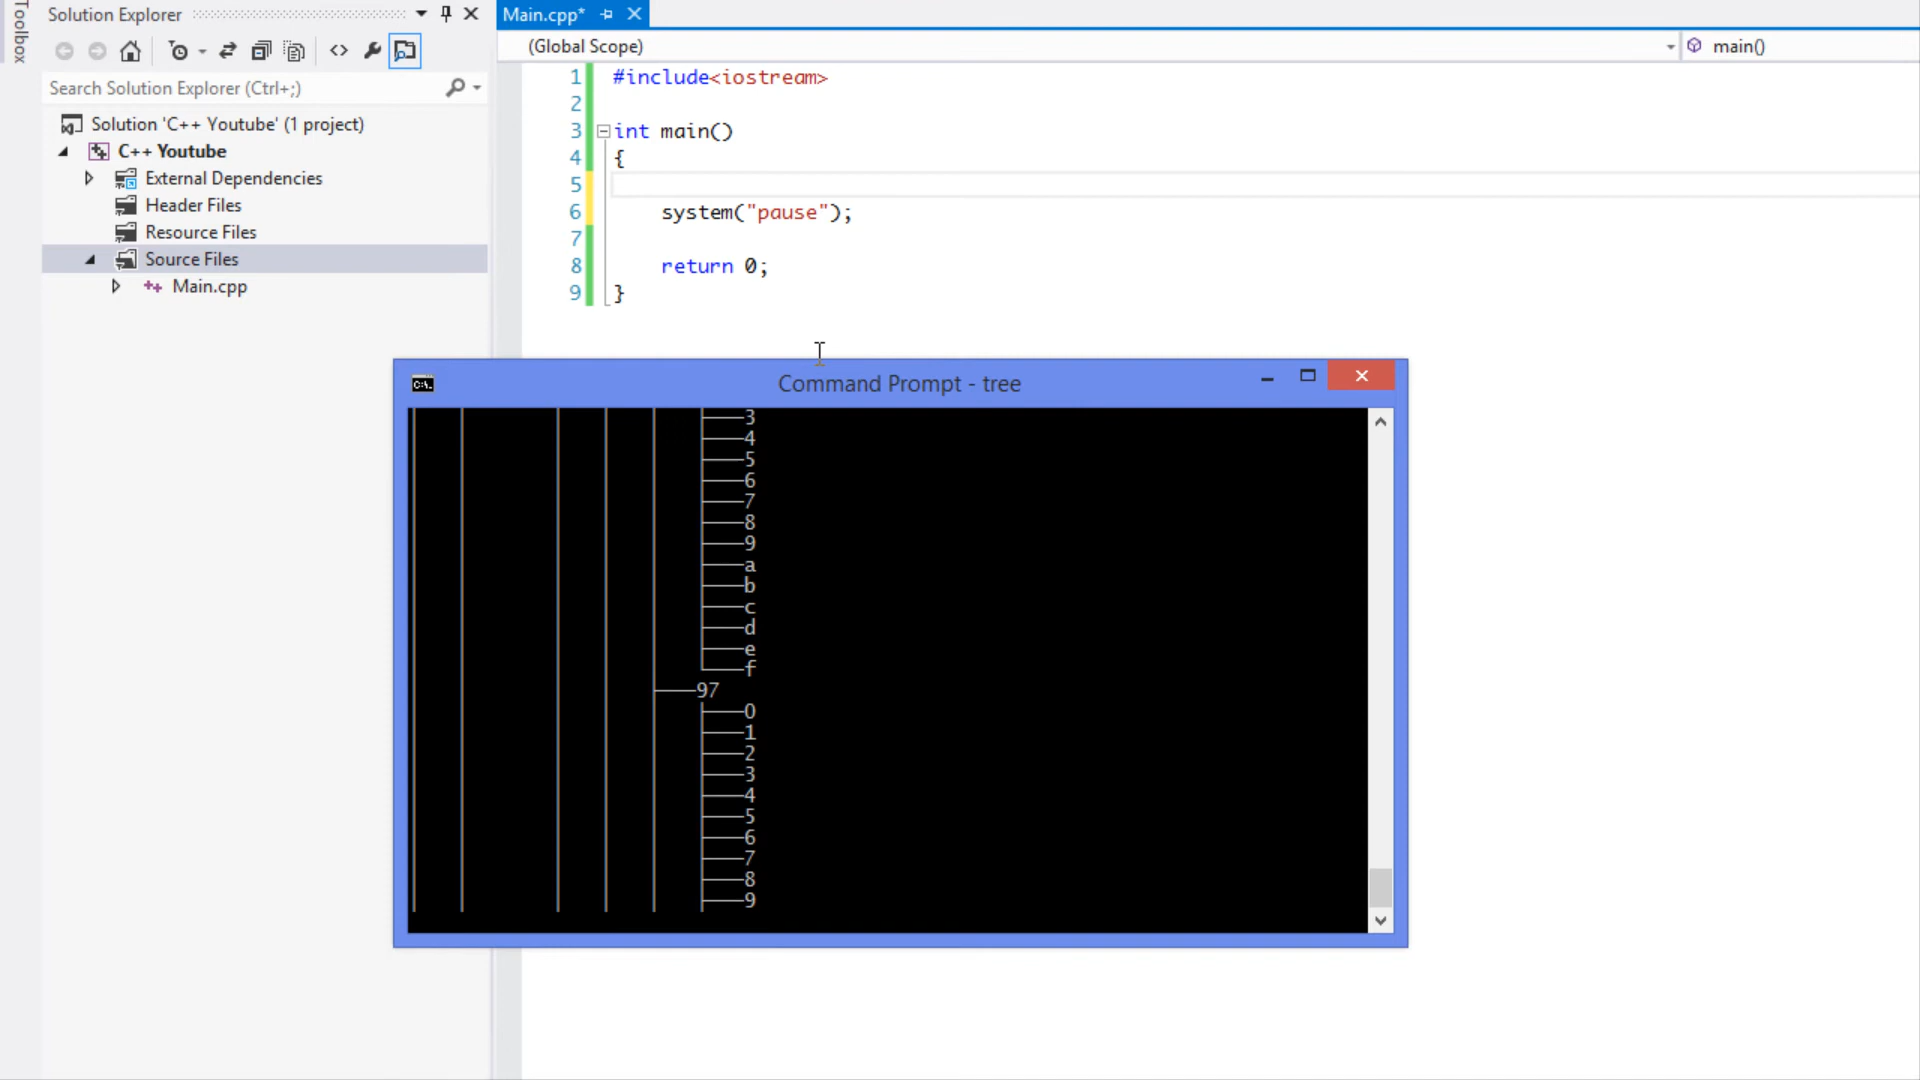 Toolbox
Solution Explorer
Search Solution Explorer (Ctrl+;)
Solution 'C++ Youtube' (1 project)
C++ Youtube
External Dependencies
Header Files
Resource Files
Source Files
Main.cpp
Main.cpp*
(Global Scope)
main()
1 #include<iostream>
2
3 int main()
4 {
5
6 system("pause");
7
8 return 0;
9 }
C:\.
Command Prompt - tree
3
4
5
6
7
8
9
a
b
c
d
e
f
97
0
1
2
3
4
5
6
7
8
9